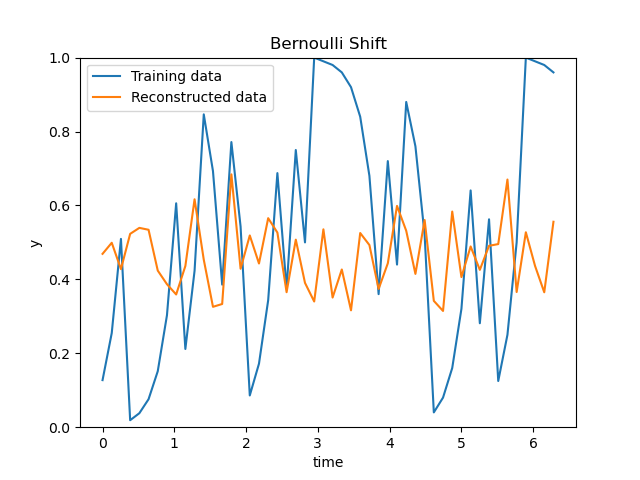 Bernoulli Shift
Training data
Reconstructed data
y
1.0
0.8
0.6
0.4
0.2
0.0
0 1 2 3 4 5 6
time